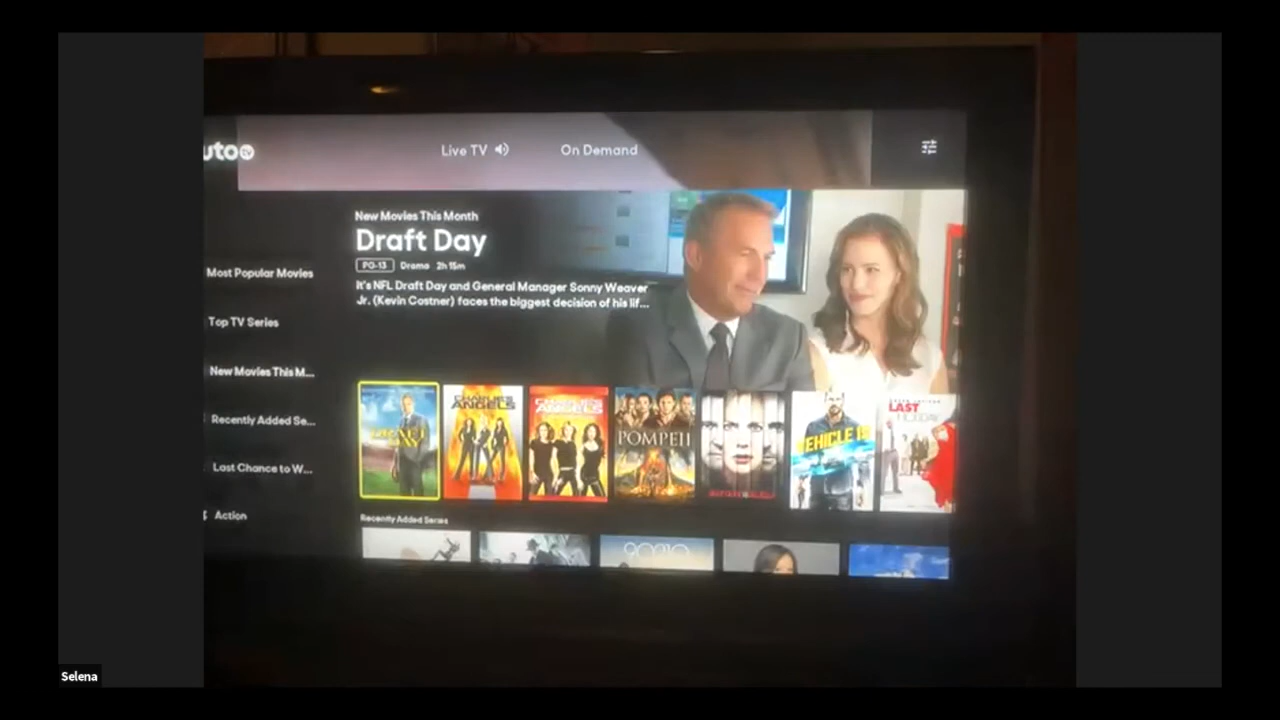 utotv
Live TV
On Demand
New Movies This Month
Draft Day
PG-13 Drama 2h 15m
It's NFL Draft Day and General Manager Sonny Weaver
Jr. (Kevin Costner) faces the biggest decision of his lif...
Most Popular Movies
Top TV Series
New Movies This M...
Recently Added Se...
Last Chance to W...
Action
CHARLIE'S
ANGELS
CHARLIE'S
ANGELS
POMPEII
VEHICLE 19
LAST
HOLIDAY
Recently Added Series
90210
Selena